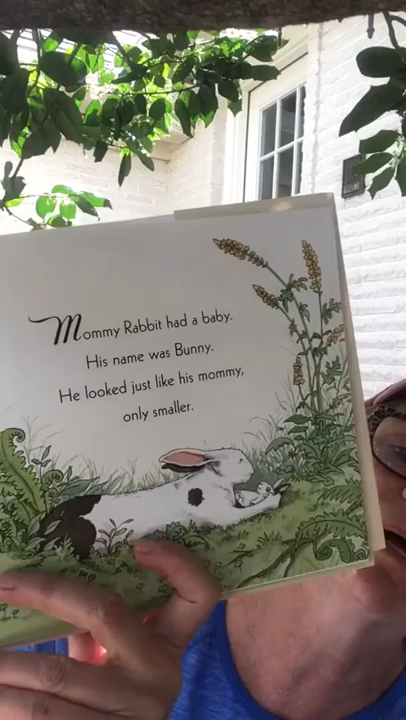 Mommy Rabbit had a baby.
His name was Bunny.
He looked just like his mommy,
only smaller.